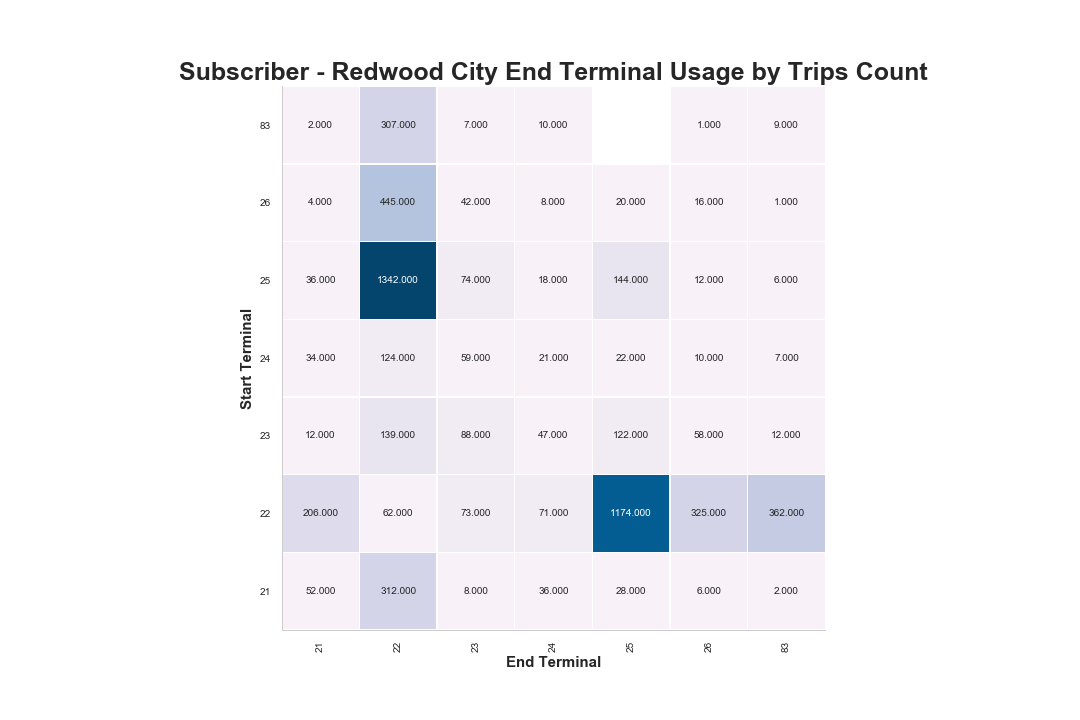 Subscriber - Redwood City End Terminal Usage by Trips Count
83 2.000 307.000 7.000 10.000 1.000 9.000
26 4.000 445.000 42.000 8.000 20.000 16.000 1.000
25 36.000 1342.000 74.000 18.000 144.000 12.000 6.000
24 34.000 124.000 59.000 21.000 22.000 10.000 7.000
23 12.000 139.000 88.000 47.000 122.000 58.000 12.000
22 206.000 62.000 73.000 71.000 1174.000 325.000 362.000
21 52.000 312.000 8.000 36.000 28.000 6.000 2.000
Start Terminal
21 22 23 24 25 26 83
End Terminal